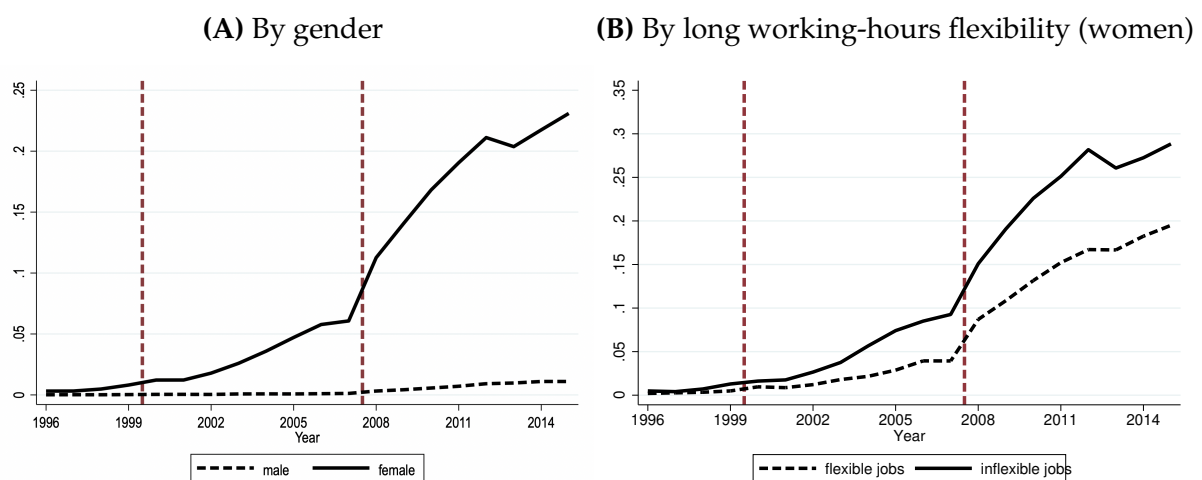 (A) By gender
.25
.2
.15
.1
.05
0
1996 1999 2002 2005 2008 2011 2014
Year
male female
(B) By long working-hours flexibility (women)
.35
.3
.25
.2
.15
.1
.05
0
1996 1999 2002 2005 2008 2011 2014
Year
flexible jobs inflexible jobs